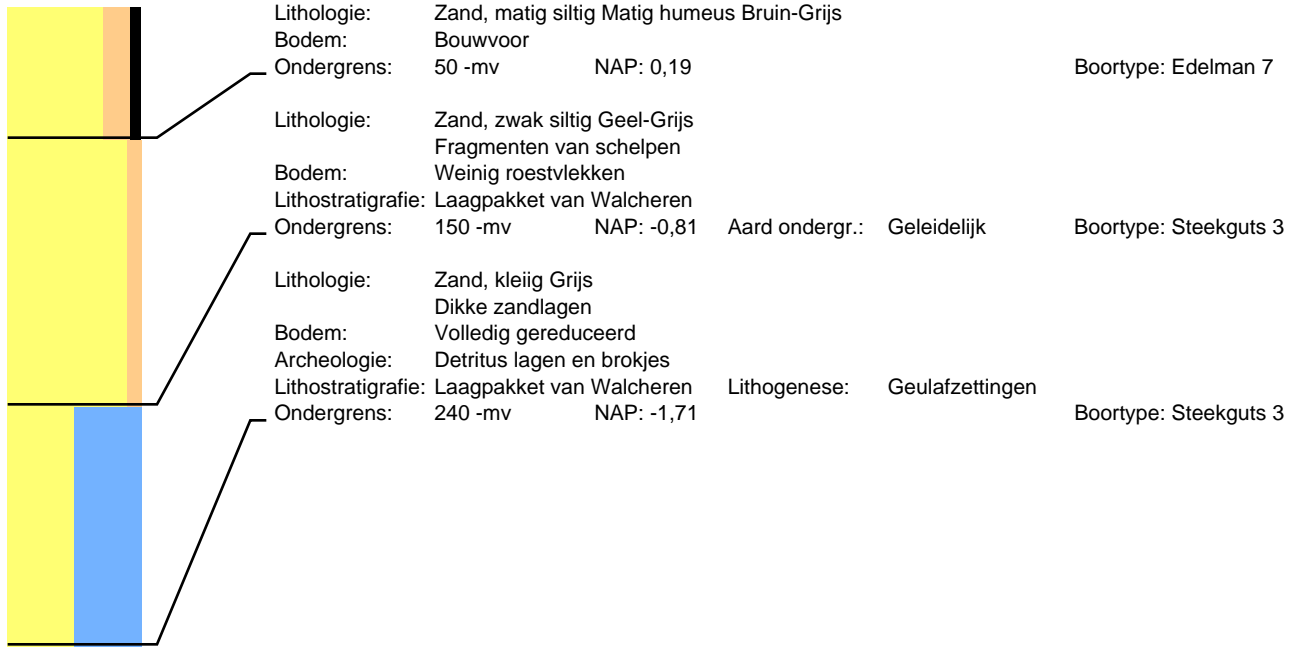 Lithologie: Zand, matig siltig Matig humeus Bruin-Grijs
Bodem: Bouwvoor
Ondergrens: 50 -mv NAP: 0,19 Boortype: Edelman 7
Lithologie: Zand, zwak siltig Geel-Grijs
Fragmenten van schelpen
Bodem: Weinig roestvlekken
Lithostratigrafie: Laagpakket van Walcheren
Ondergrens: 150 -mv NAP: -0,81 Aard ondergr.: Geleidelijk Boortype: Steekguts 3
Lithologie: Zand, kleiig Grijs
Dikke zandlagen
Bodem: Volledig gereduceerd
Archeologie: Detritus lagen en brokjes
Lithostratigrafie: Laagpakket van Walcheren Lithogenese: Geulafzettingen
Ondergrens: 240 -mv NAP: -1,71 Boortype: Steekguts 3